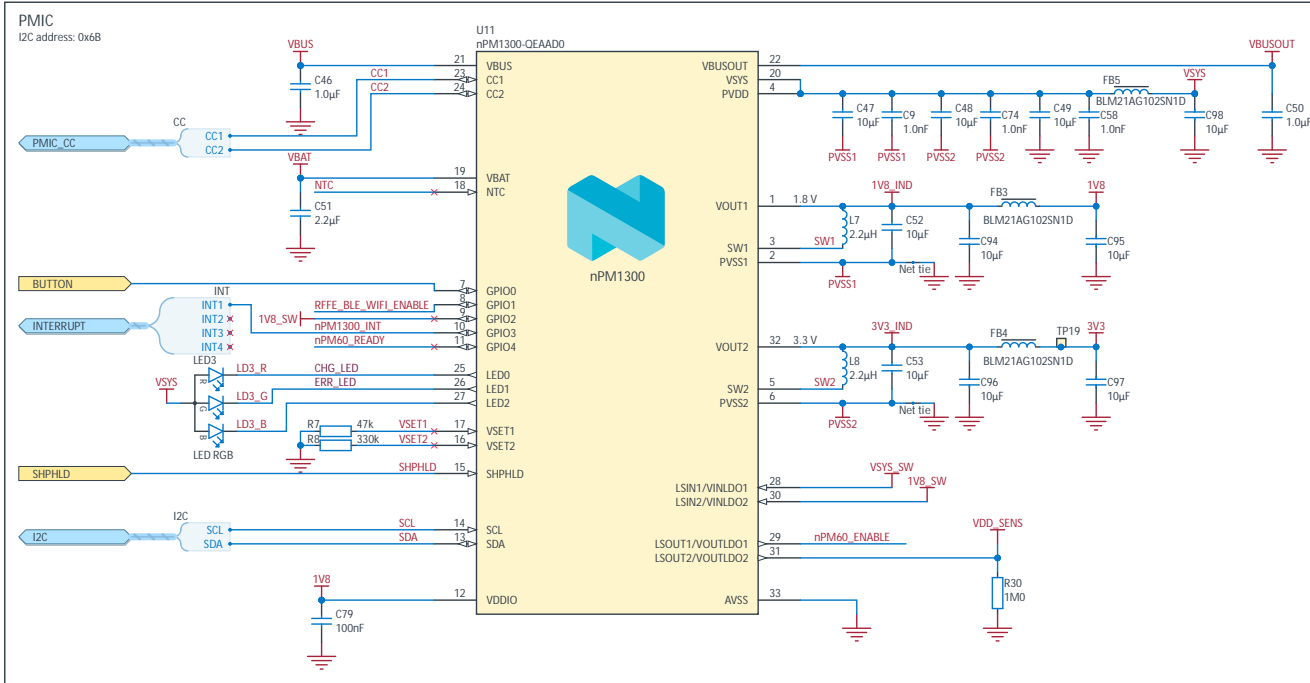 PMIC
I2C address: 0x6B
U11
nPM1300-QEAAD0
nPM1300
VBUS
C46
1.0µF
CC1
CC2
21
23
24
VBUS
CC1
CC2
PMIC_CC
CC
CC1
CC2
VBAT
NTC
C51
2.2µF
19
18
VBAT
NTC
BUTTON
INTERRUPT
INT
INT1
INT2
INT3
INT4
1V8_SW
RFFE_BLE_WIFI_ENABLE
nPM1300_INT
nPM60_READY
7
8
9
10
11
GPIO0
GPIO1
GPIO2
GPIO3
GPIO4
LED3
VSYS
R
G
B
LED RGB
LD3_R
LD3_G
LD3_B
CHG_LED
ERR_LED
25
26
27
LED0
LED1
LED2
R7
47k
VSET1
17
VSET1
R8
330k
VSET2
16
VSET2
SHPHLD
SHPHLD
15
SHPHLD
I2C
I2C
SCL
SDA
SCL
SDA
14
13
SCL
SDA
1V8
C79
100nF
12
VDDIO
VBUSOUT
VSYS
PVDD
22
20
4
VBUSOUT
C50
1.0µF
FB5
BLM21AG102SN1D
VSYS
C47
10µF
C9
1.0nF
C48
10µF
C74
1.0nF
C49
10µF
C58
1.0nF
C98
10µF
PVSS1
PVSS1
PVSS2
PVSS2
VOUT1
SW1
PVSS1
1
3
2
1.8 V
SW1
L7
2.2µH
1V8_IND
C52
10µF
PVSS1
Net tie
C94
10µF
FB3
BLM21AG102SN1D
1V8
C95
10µF
VOUT2
SW2
PVSS2
32
5
6
3.3 V
SW2
L8
2.2µH
3V3_IND
C53
10µF
PVSS2
Net tie
C96
10µF
FB4
BLM21AG102SN1D
TP19
3V3
C97
10µF
LSIN1/VINLDO1
LSIN2/VINLDO2
28
30
VSYS_SW
1V8_SW
LSOUT1/VOUTLDO1
LSOUT2/VOUTLDO2
29
31
nPM60_ENABLE
VDD_SENS
R30
1M0
AVSS
33